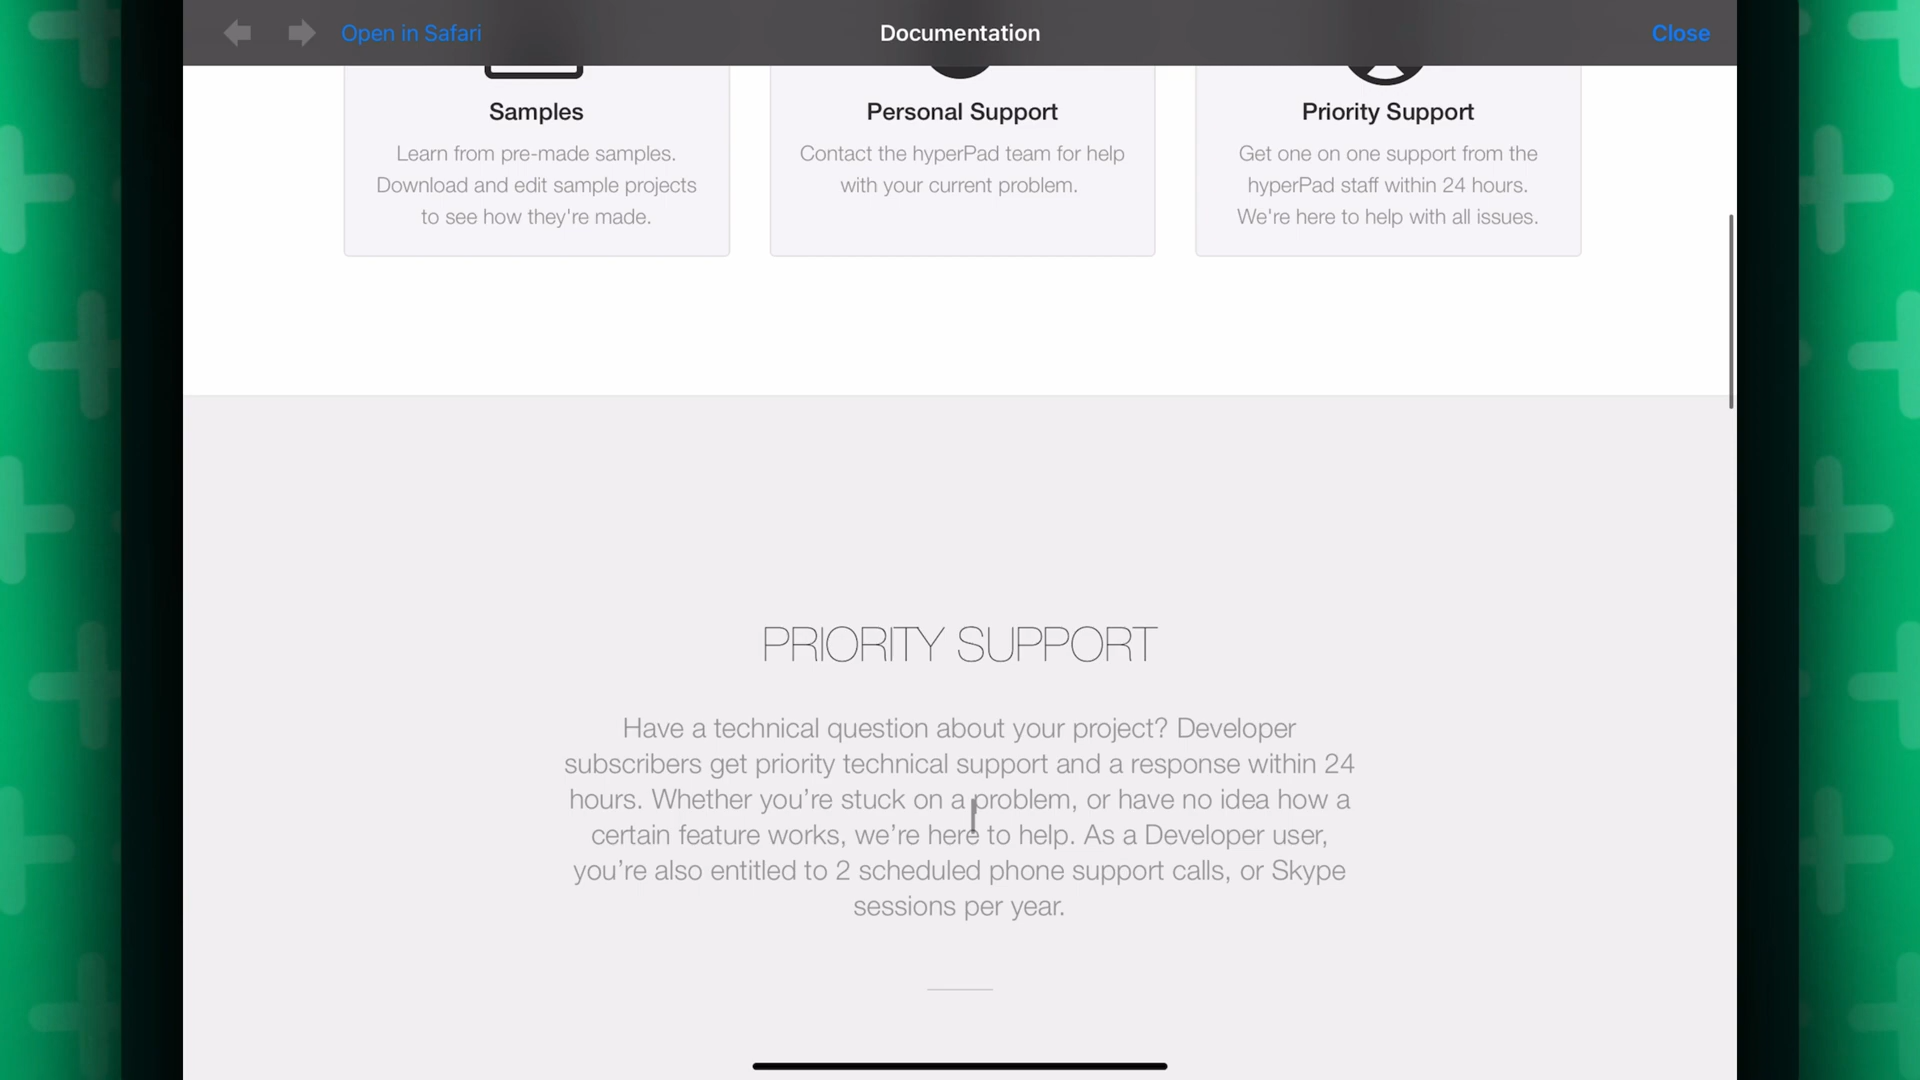 Open in Safari
Documentation
Close
Samples
Learn from pre-made samples.
Download and edit sample projects
to see how they're made.
Personal Support
Contact the hyperPad team for help
with your current problem.
Priority Support
Get one on one support from the
hyperPad staff within 24 hours.
We're here to help with all issues.
PRIORITY SUPPORT
Have a technical question about your project? Developer
subscribers get priority technical support and a response within 24
hours. Whether you’re stuck on a problem, or have no idea how a
certain feature works, we’re here to help. As a Developer user,
you’re also entitled to 2 scheduled phone support calls, or Skype
sessions per year.